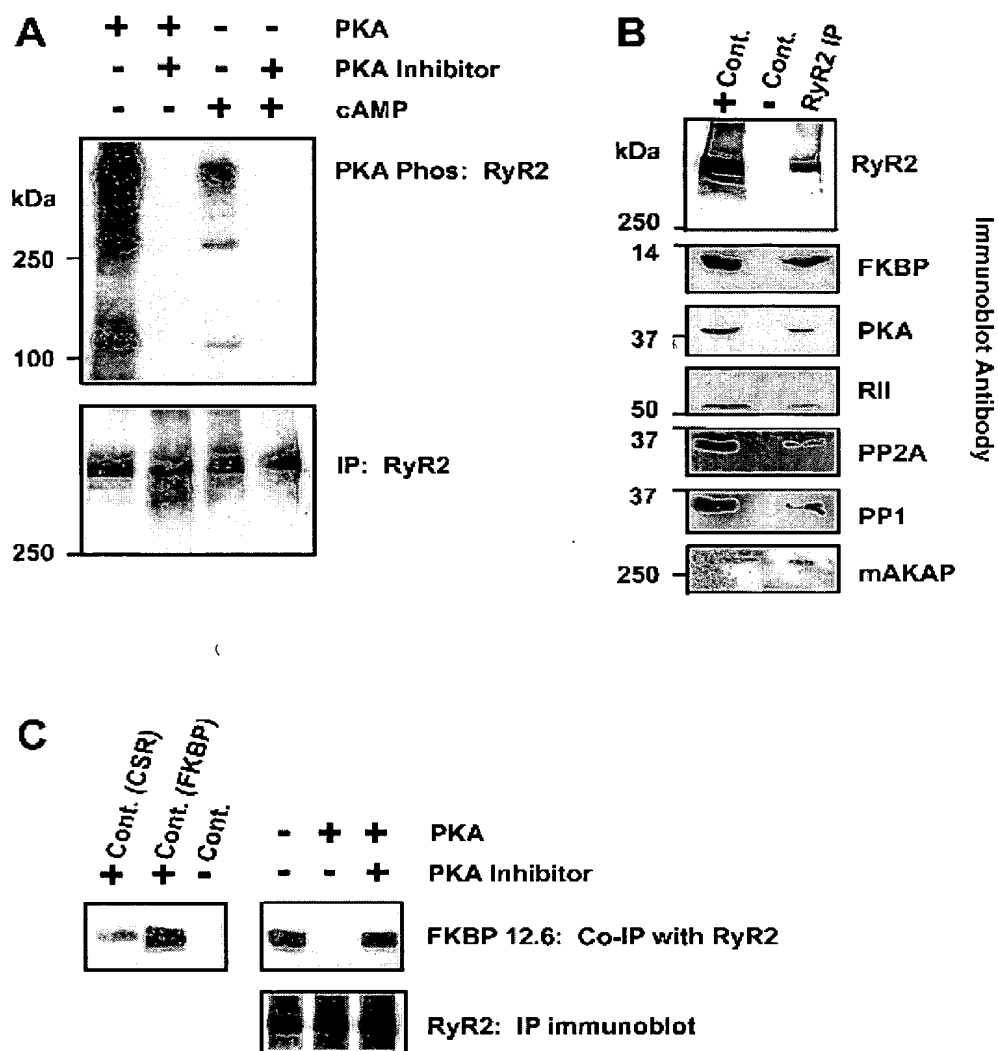 A
+ + - - PKA
- + - + PKA Inhibitor
- - + + cAMP
PKA Phos: RyR2
kDa
250
100
IP: RyR2
250
B
+ Cont.
- Cont.
RyR2 IP
kDa
RyR2
250
14
FKBP
PKA
37
RII
50
37
PP2A
37
PP1
250
mAKAP
Immunoblot Antibody
C
+ Cont. (CSR)
+ Cont. (FKBP)
- Cont.
- + + PKA
- - + PKA Inhibitor
FKBP 12.6: Co-IP with RyR2
RyR2: IP immunoblot